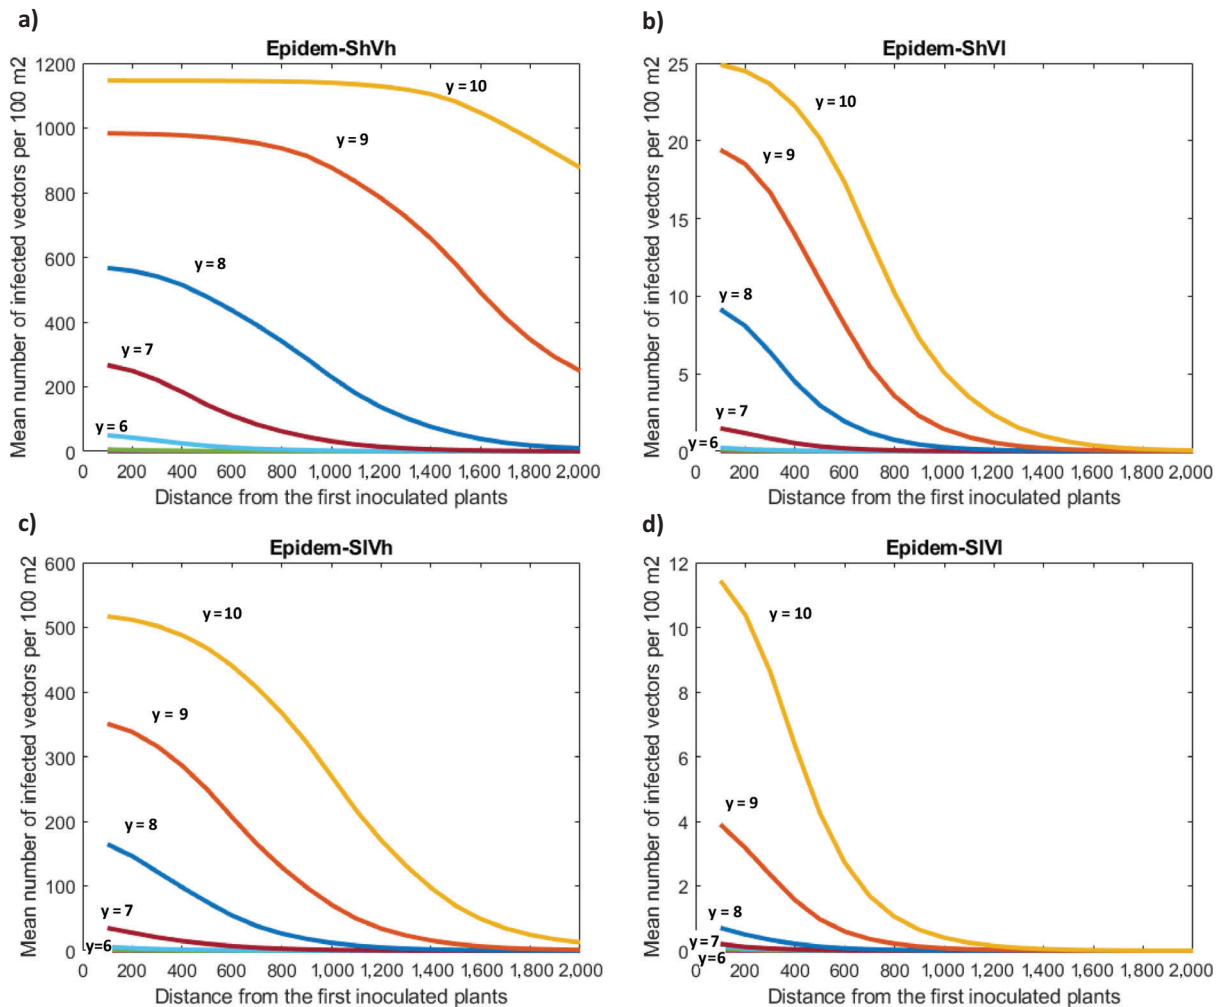 a)
Epidem-ShVh
Mean number of infected vectors per 100 m2
1200
1000
800
600
400
200
0
y = 10
y = 9
y = 8
y = 7
y = 6
0 200 400 600 800 1,000 1,200 1,400 1,600 1,800 2,000
Distance from the first inoculated plants
b)
Epidem-ShVl
Mean number of infected vectors per 100 m2
25
20
15
10
5
0
y = 10
y = 9
y = 8
y = 7
y = 6
0 200 400 600 800 1,000 1,200 1,400 1,600 1,800 2,000
Distance from the first inoculated plants
c)
Epidem-SlVh
Mean number of infected vectors per 100 m2
600
500
400
300
200
100
0
y = 10
y = 9
y = 8
y = 7
y=6
0 200 400 600 800 1,000 1,200 1,400 1,600 1,800 2,000
Distance from the first inoculated plants
d)
Epidem-SlVl
Mean number of infected vectors per 100 m2
12
10
8
6
4
2
0
y = 10
y = 9
y = 8
y = 7
y=6
0 200 400 600 800 1,000 1,200 1,400 1,600 1,800 2,000
Distance from the first inoculated plants